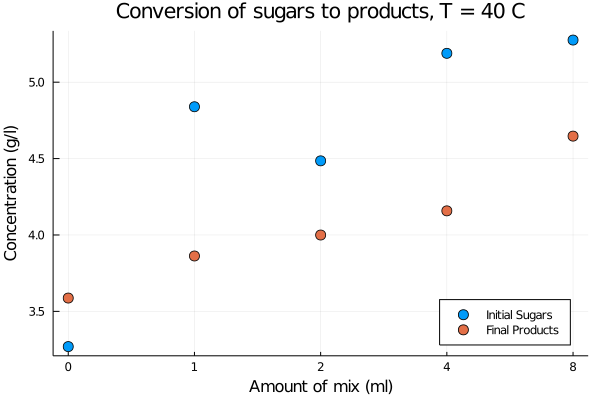 Conversion of sugars to products, T = 40 C
Concentration (g/l)
5.0
4.5
4.0
3.5
Initial Sugars
Final Products
0 1 2 4 8
Amount of mix (ml)